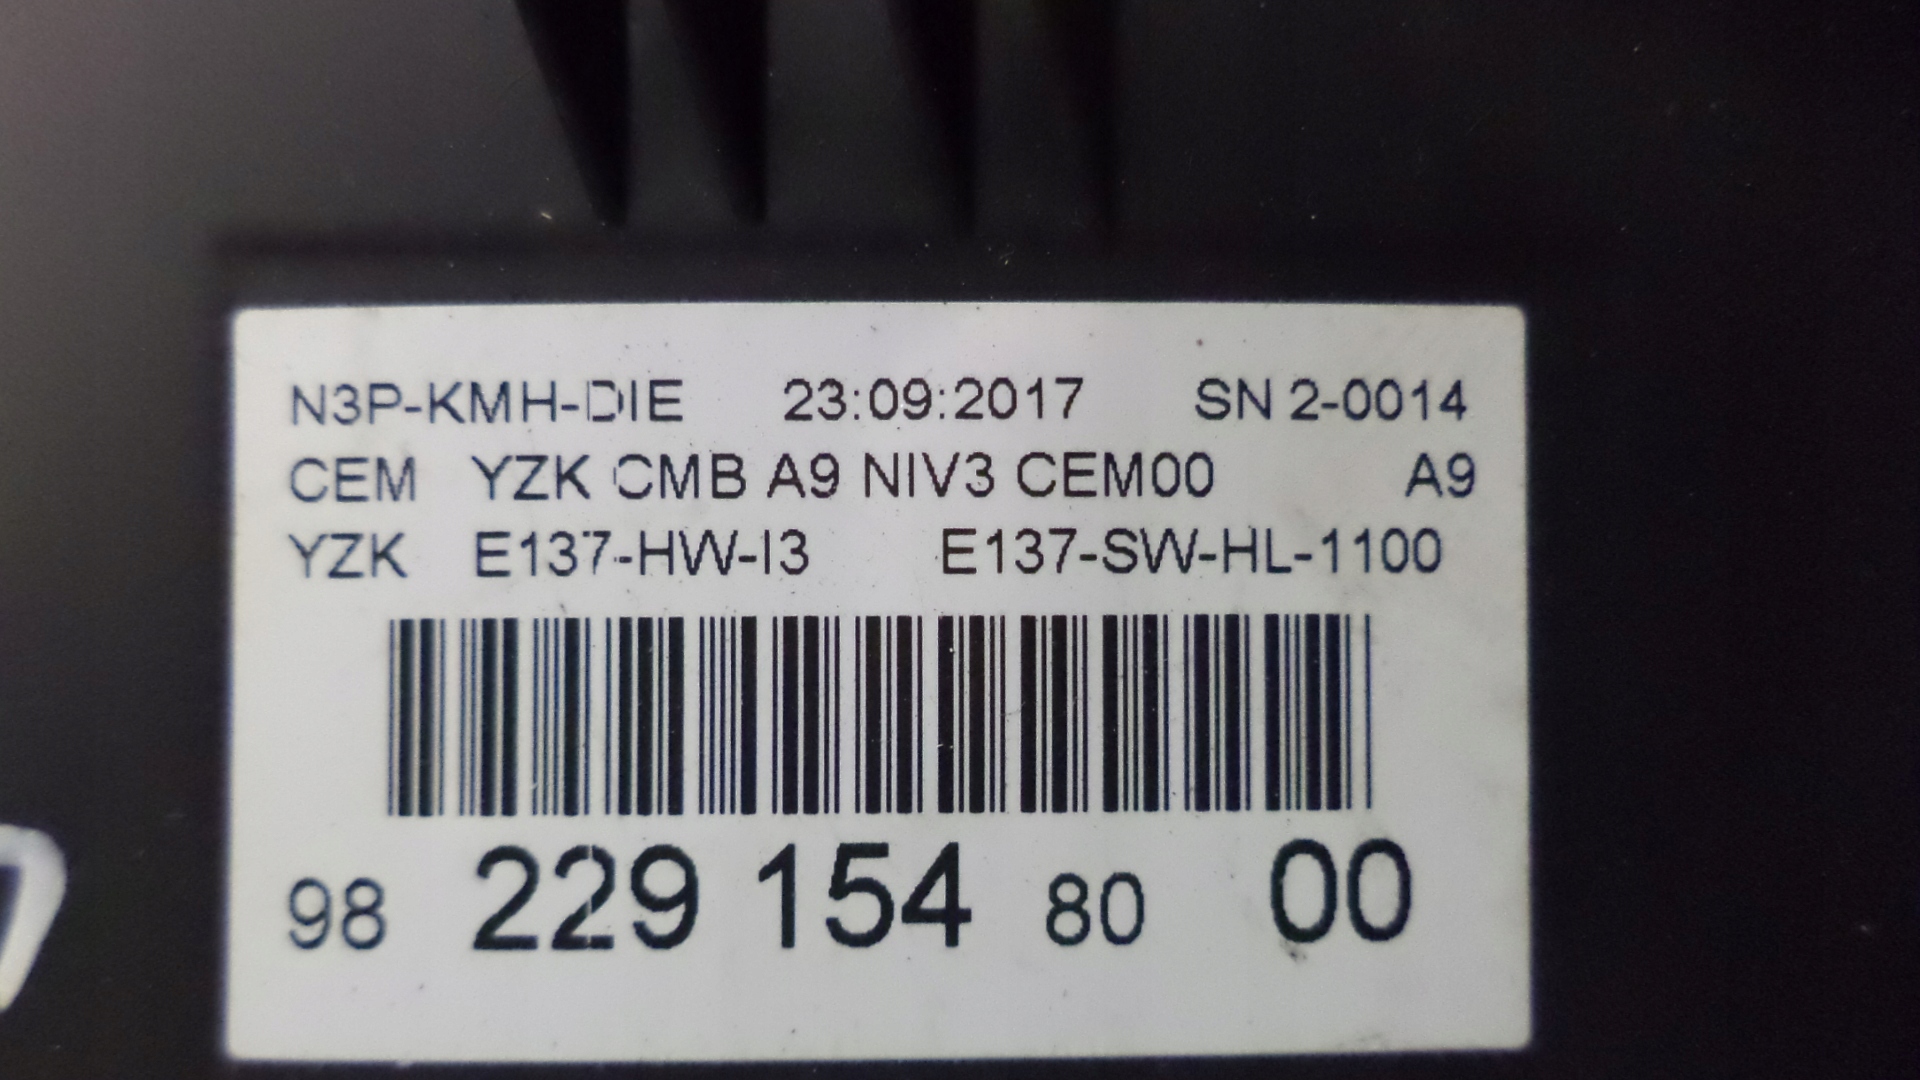 N3P-KMH-DIE 23:09:2017 SN 2-0014
CEM YZK CMB A9 NIV3 CEM00 A9
YZK E137-HW-I3 E137-SW-HL-1100
98 229 154 80 00